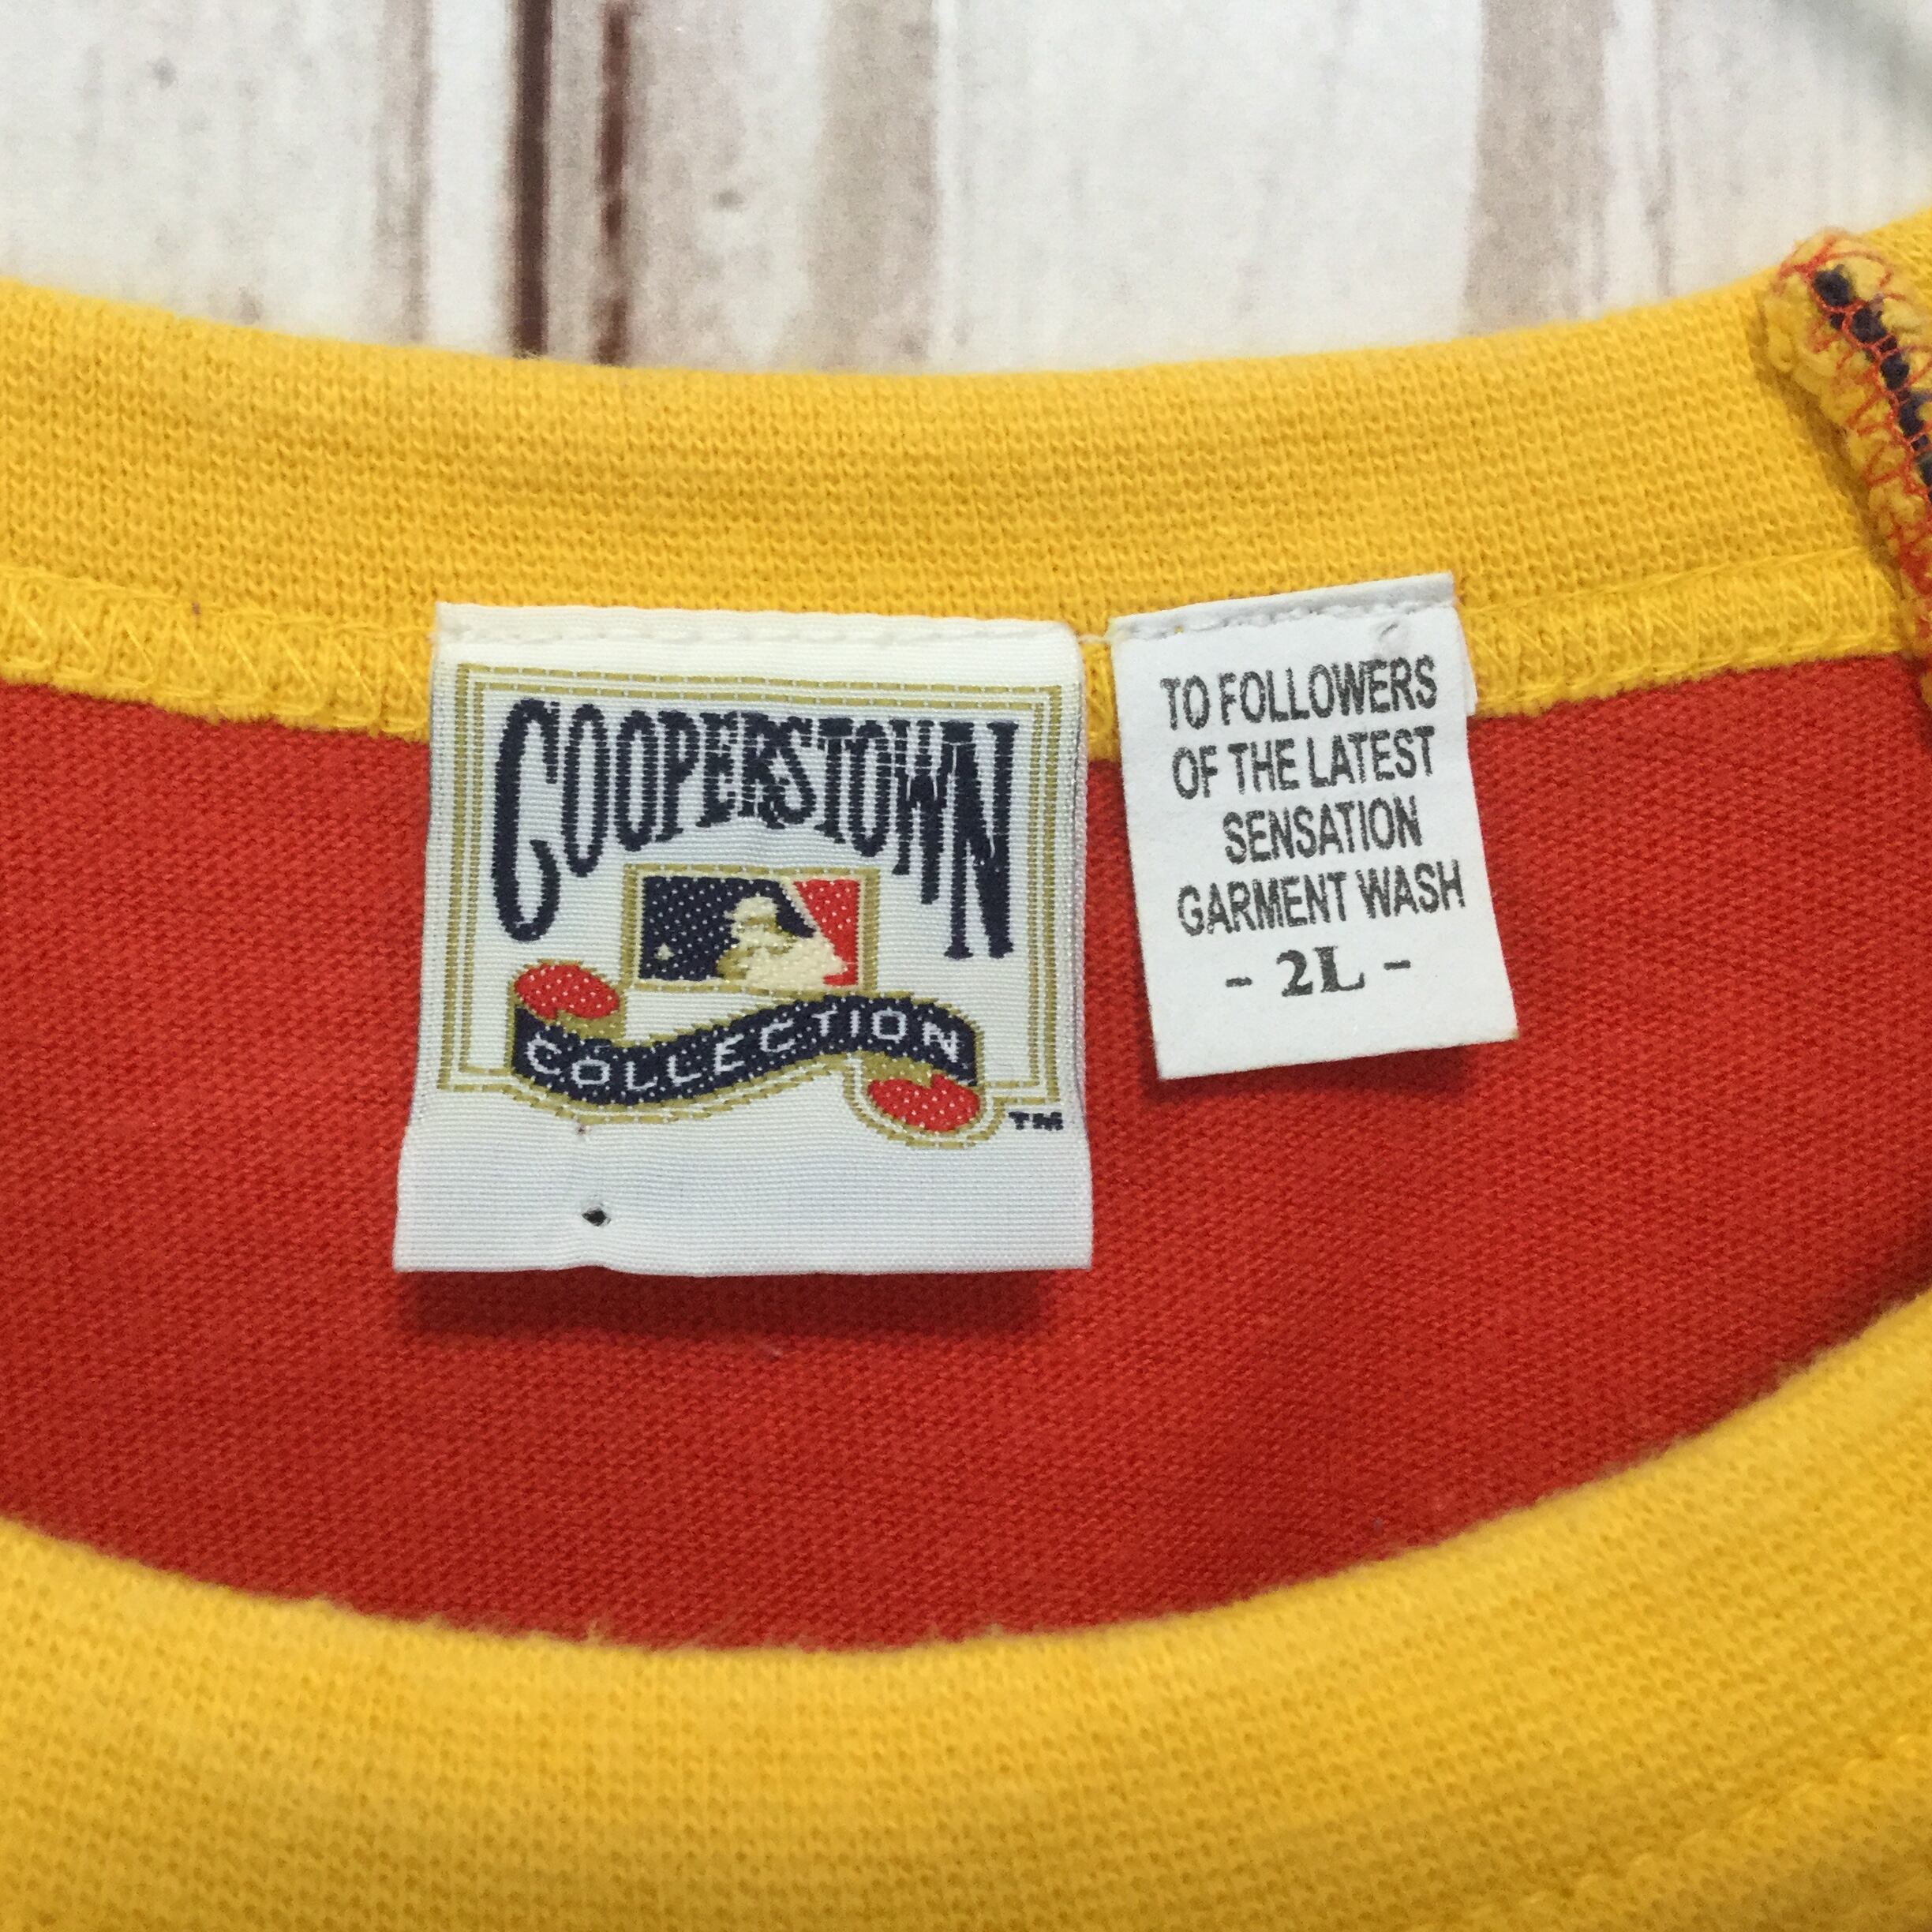 COOPERSTOWN
COLLECTION
TM
TO FOLLOWERS
OF THE LATEST
SENSATION
GARMENT WASH
- 2L -